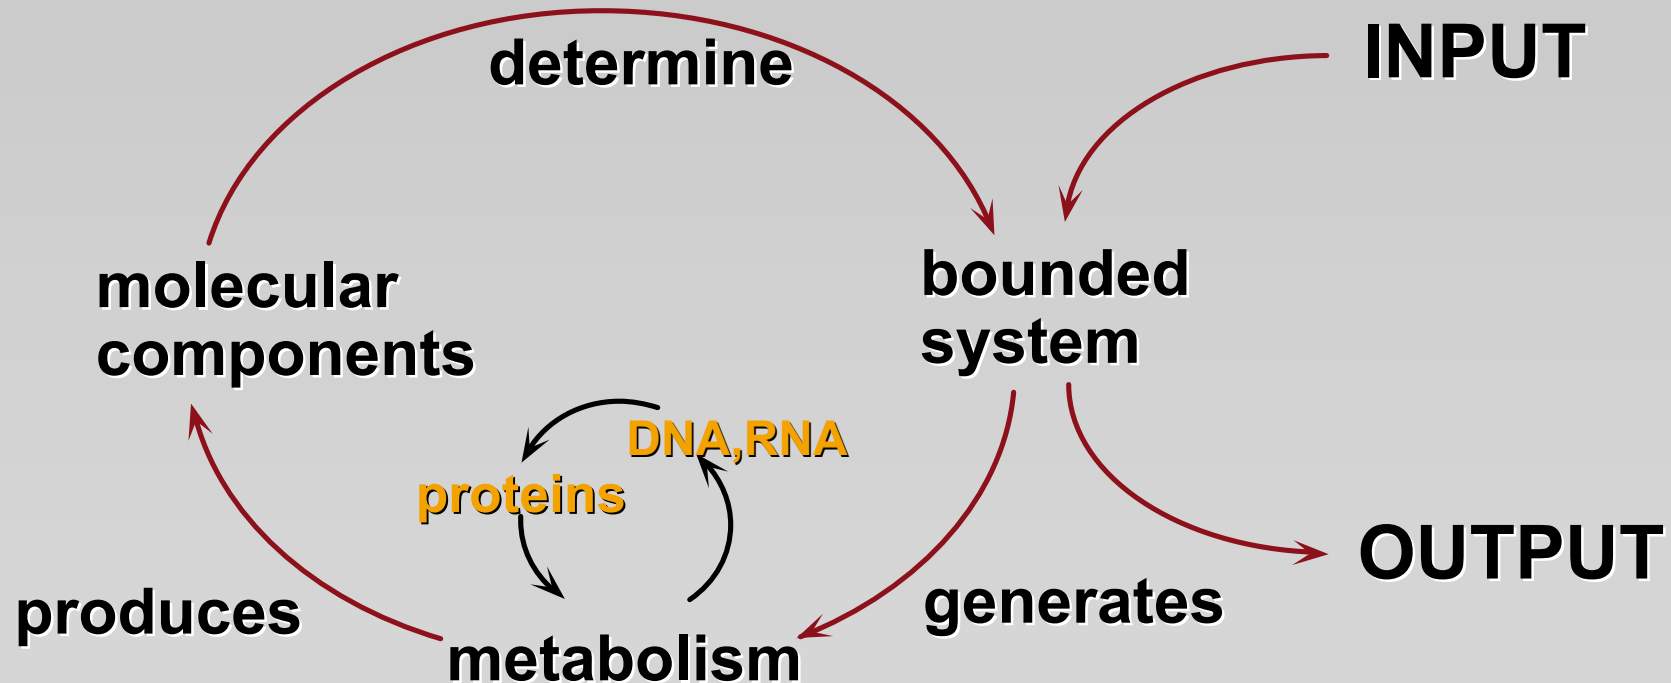 determine
INPUT
molecular
components
bounded
system
DNA,RNA
proteins
OUTPUT
produces
generates
metabolism